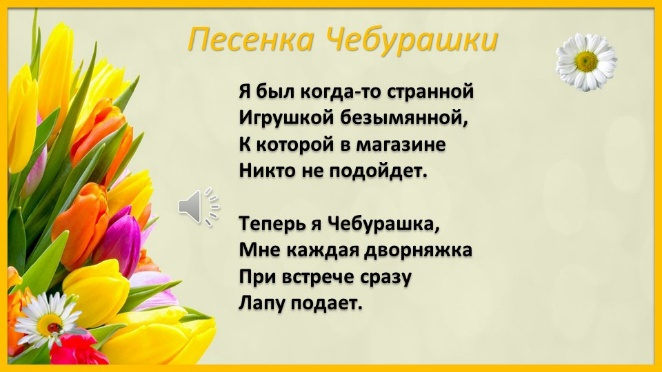 Песенка Чебурашки
Я был когда-то странной
Игрушкой безымянной,
К которой в магазине
Никто не подойдет.
Теперь я Чебурашка,
Мне каждая дворняжка
При встрече сразу
Лапу подает.